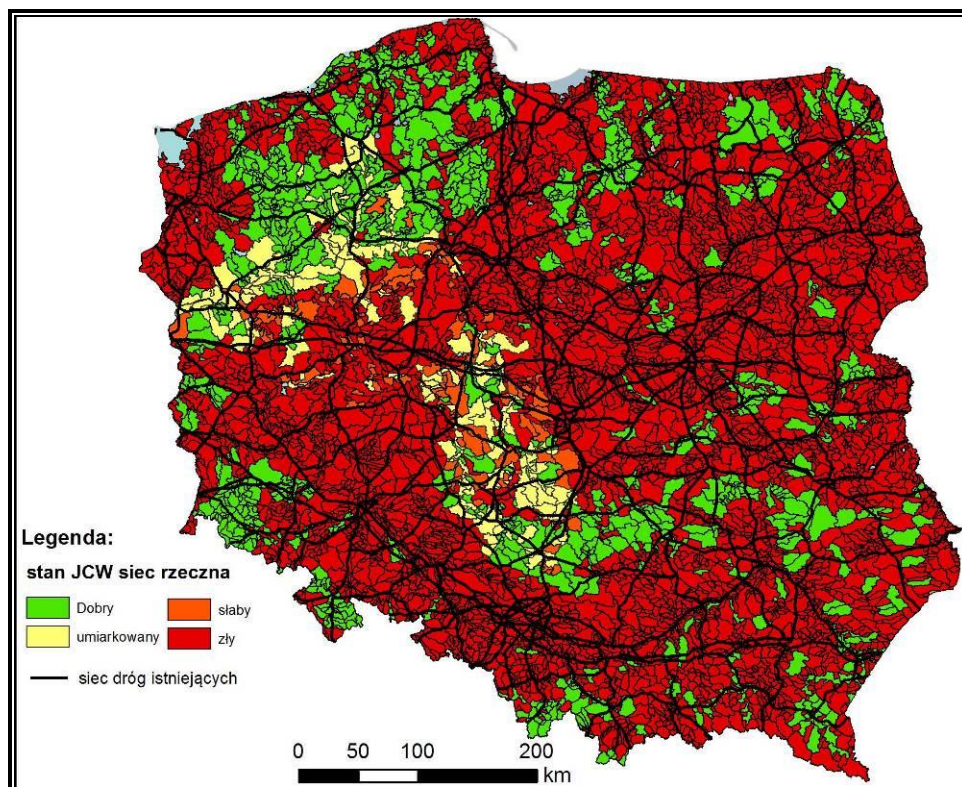 Legenda:
stan JCW siec rzeczna
Dobry
słaby
umiarkowany
zły
siec dróg istniejących
0 50 100 200
km